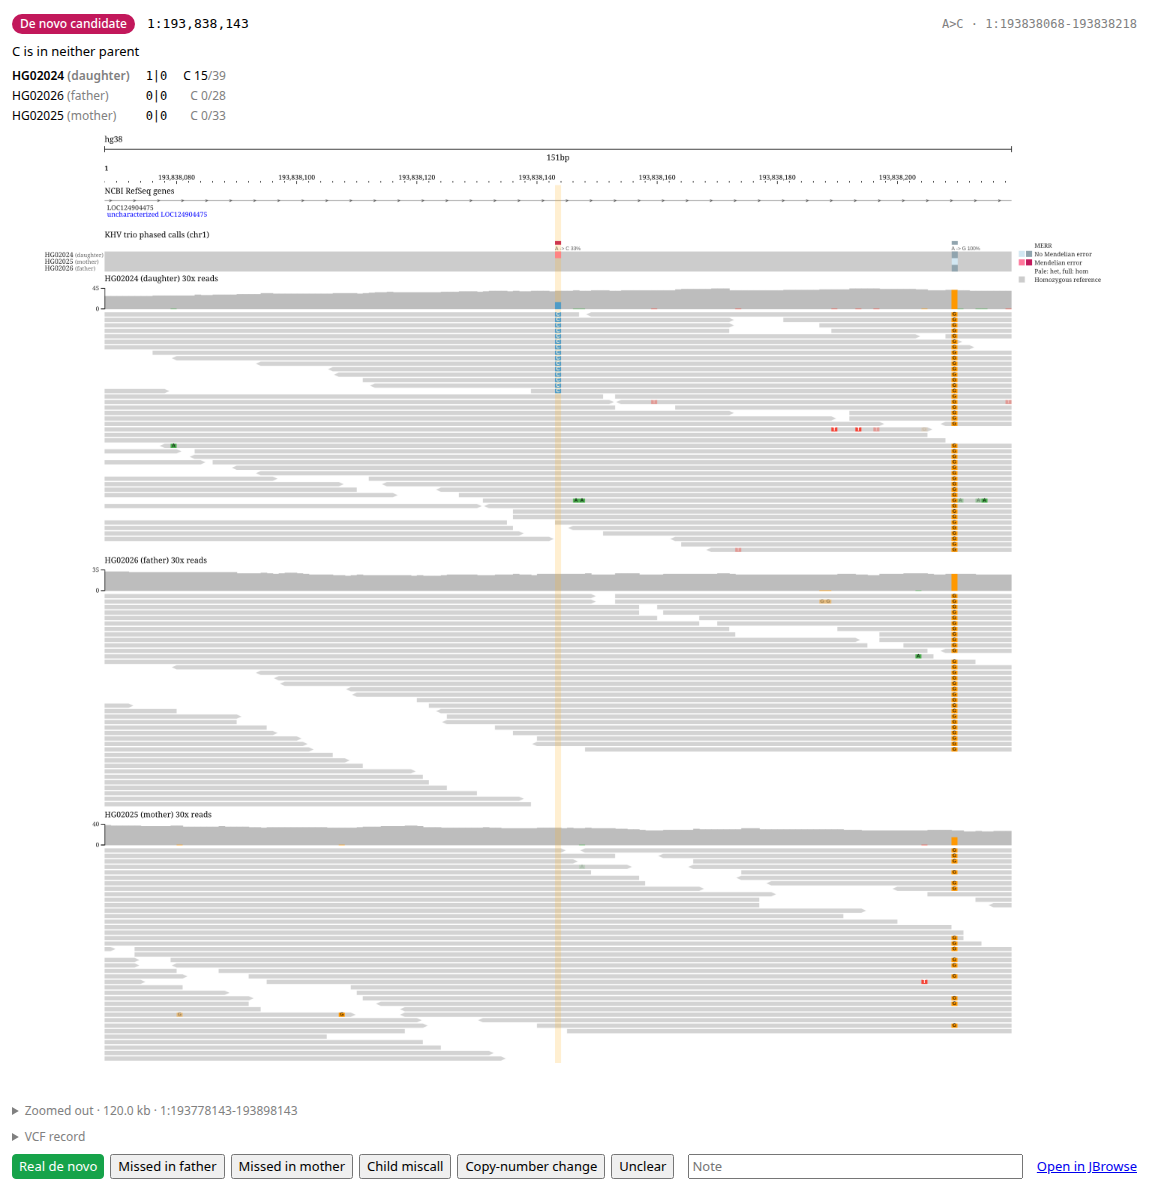 De novo candidate 1:193,838,143 A>C · 1:193838068-193838218
C is in neither parent
HG02024 (daughter) 1|0 C 15/39
HG02026 (father) 0|0 C 0/28
HG02025 (mother) 0|0 C 0/33
hg38
151bp
1
193,838,080 193,838,100 193,838,120 193,838,140 193,838,160 193,838,180 193,838,200
NCBI RefSeq genes
LOC124904475
uncharacterized LOC124904475
KHV trio phased calls (chr1)
A -> C 33% A -> G 100%
HG02024 (daughter)
HG02025 (mother)
HG02026 (father)
MERR
No Mendelian error
Mendelian error
Pale: het, full: hom
Homozygous reference
HG02024 (daughter) 30x reads
45
0
HG02026 (father) 30x reads
35
0
HG02025 (mother) 30x reads
40
0
▶ Zoomed out · 120.0 kb · 1:193778143-193898143
▶ VCF record
Real de novo Missed in father Missed in mother Child miscall Copy-number change Unclear Note Open in JBrowse